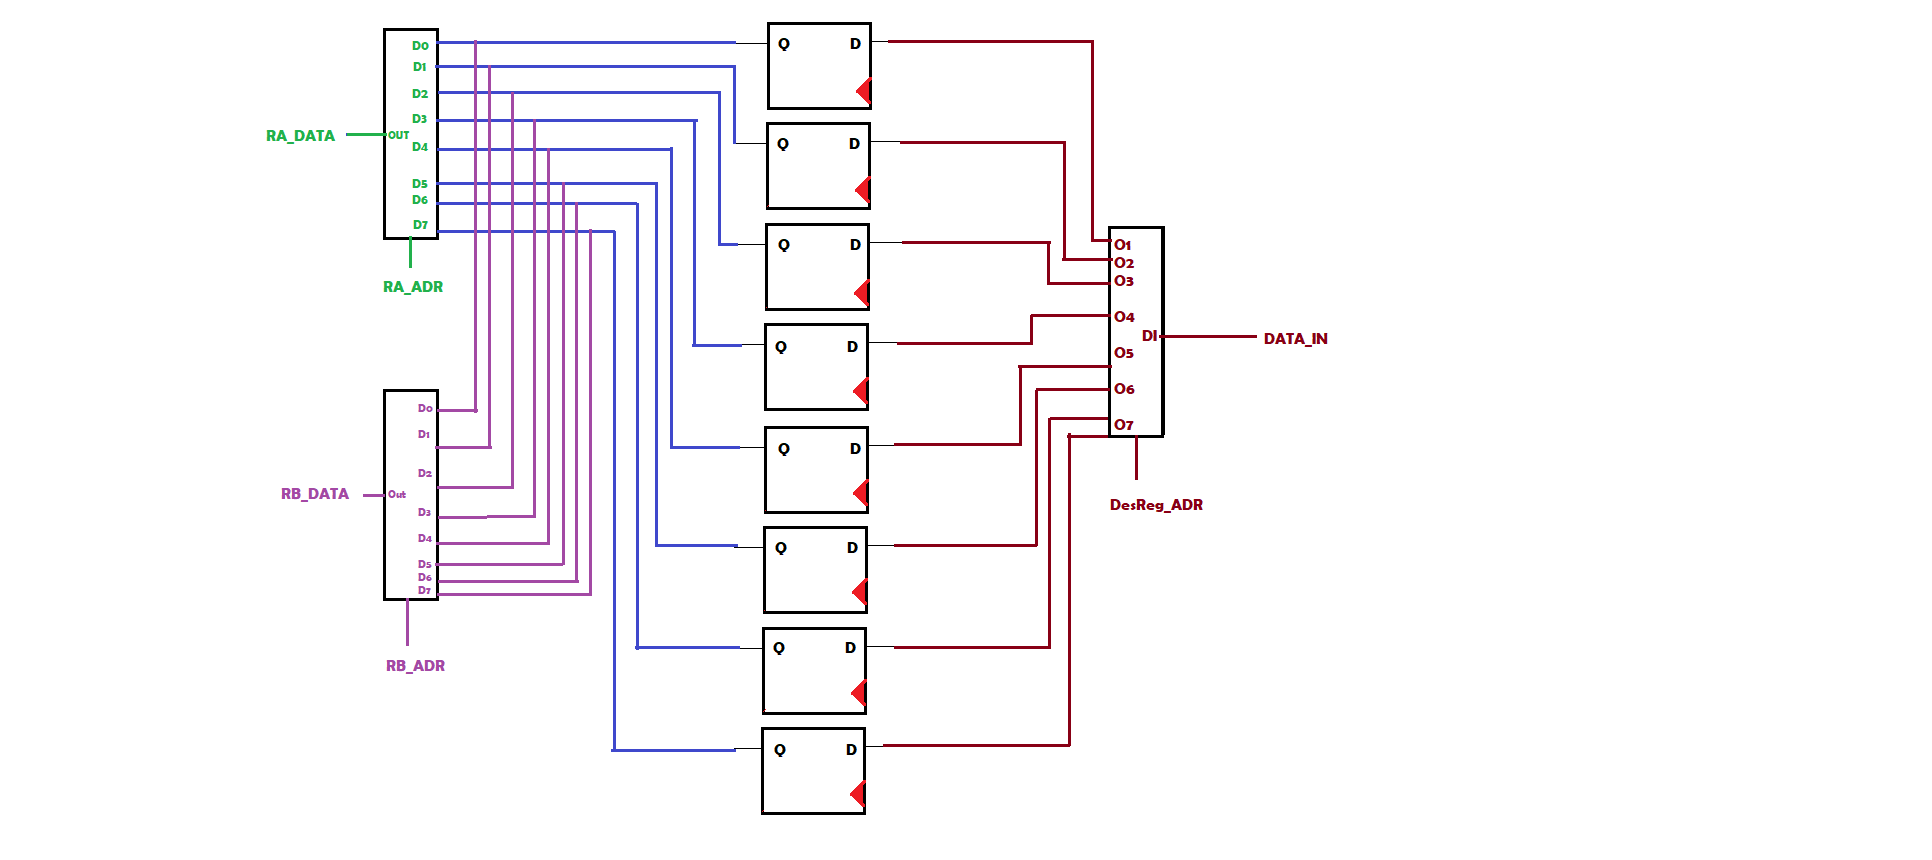 D0
D1
D2
D3
RA_DATA
OUT
D4
D5
D6
D7
RA_ADR
D0
D1
D2
RB_DATA
Out
D3
D4
D5
D6
D7
RB_ADR
Q D
Q D
Q D
Q D
Q D
Q D
Q D
Q D
O1
O2
O3
O4
DI
DATA_IN
O5
O6
O7
DesReg_ADR